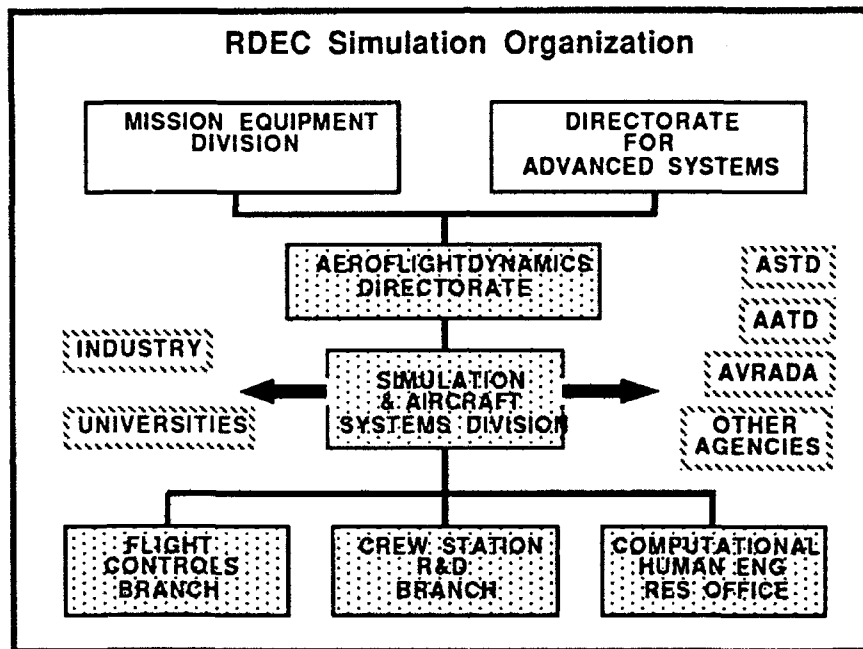 RDEC Simulation Organization
MISSION EQUIPMENT
DIVISION
DIRECTORATE
FOR
ADVANCED SYSTEMS
AEROFLIGHTDYNAMICS
DIRECTORATE
ASTD
AATD
AVRADA
OTHER
AGENCIES
INDUSTRY
UNIVERSITIES
SIMULATION
& AIRCRAFT
SYSTEMS DIVISION
FLIGHT
CONTROLS
BRANCH
CREW STATION
R&D
BRANCH
COMPUTATIONAL
HUMAN ENG
RES OFFICE